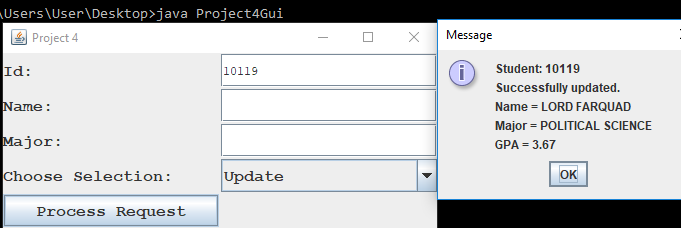 \Users\User\Desktop>java Project4Gui
Project 4
Id:
10119
Name:
Major:
Choose Selection:
Update
Process Request
Message
Student: 10119
Successfully updated.
Name = LORD FARQUAD
Major = POLITICAL SCIENCE
GPA = 3.67
OK